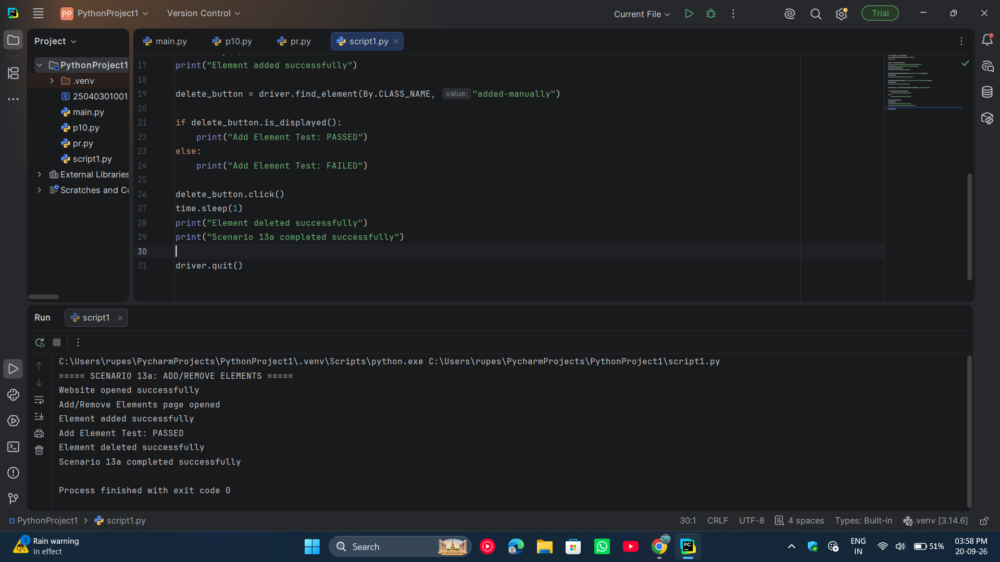 PP PythonProject1 Version Control Current File Trial
Project main.py p10.py pr.py script1.py
PythonProject1
.venv
25040301001
main.py
p10.py
pr.py
script1.py
External Libraries
Scratches and
17 print("Element added successfully")
18
19 delete_button = driver.find_element(By.CLASS_NAME, value: "added-manually")
20
21 if delete_button.is_displayed():
22 print("Add Element Test: PASSED")
23 else:
24 print("Add Element Test: FAILED")
25
26 delete_button.click()
27 time.sleep(1)
28 print("Element deleted successfully")
29 print("Scenario 13a completed successfully")
30
31 driver.quit()
Run script1
C:\Users\rupes\PycharmProjects\PythonProject1\.venv\Scripts\python.exe C:\Users\rupes\PycharmProjects\PythonProject1\script1.py
===== SCENARIO 13a: ADD/REMOVE ELEMENTS =====
Website opened successfully
Add/Remove Elements page opened
Element added successfully
Add Element Test: PASSED
Element deleted successfully
Scenario 13a completed successfully
Process finished with exit code 0
PythonProject1 > script1.py 30:1 CRLF UTF-8 4 spaces Types: Built-in .venv [3.14.6]
1 Rain warning
In effect
Search
PC
ENG
IN
51%
03:58 PM
20-09-26